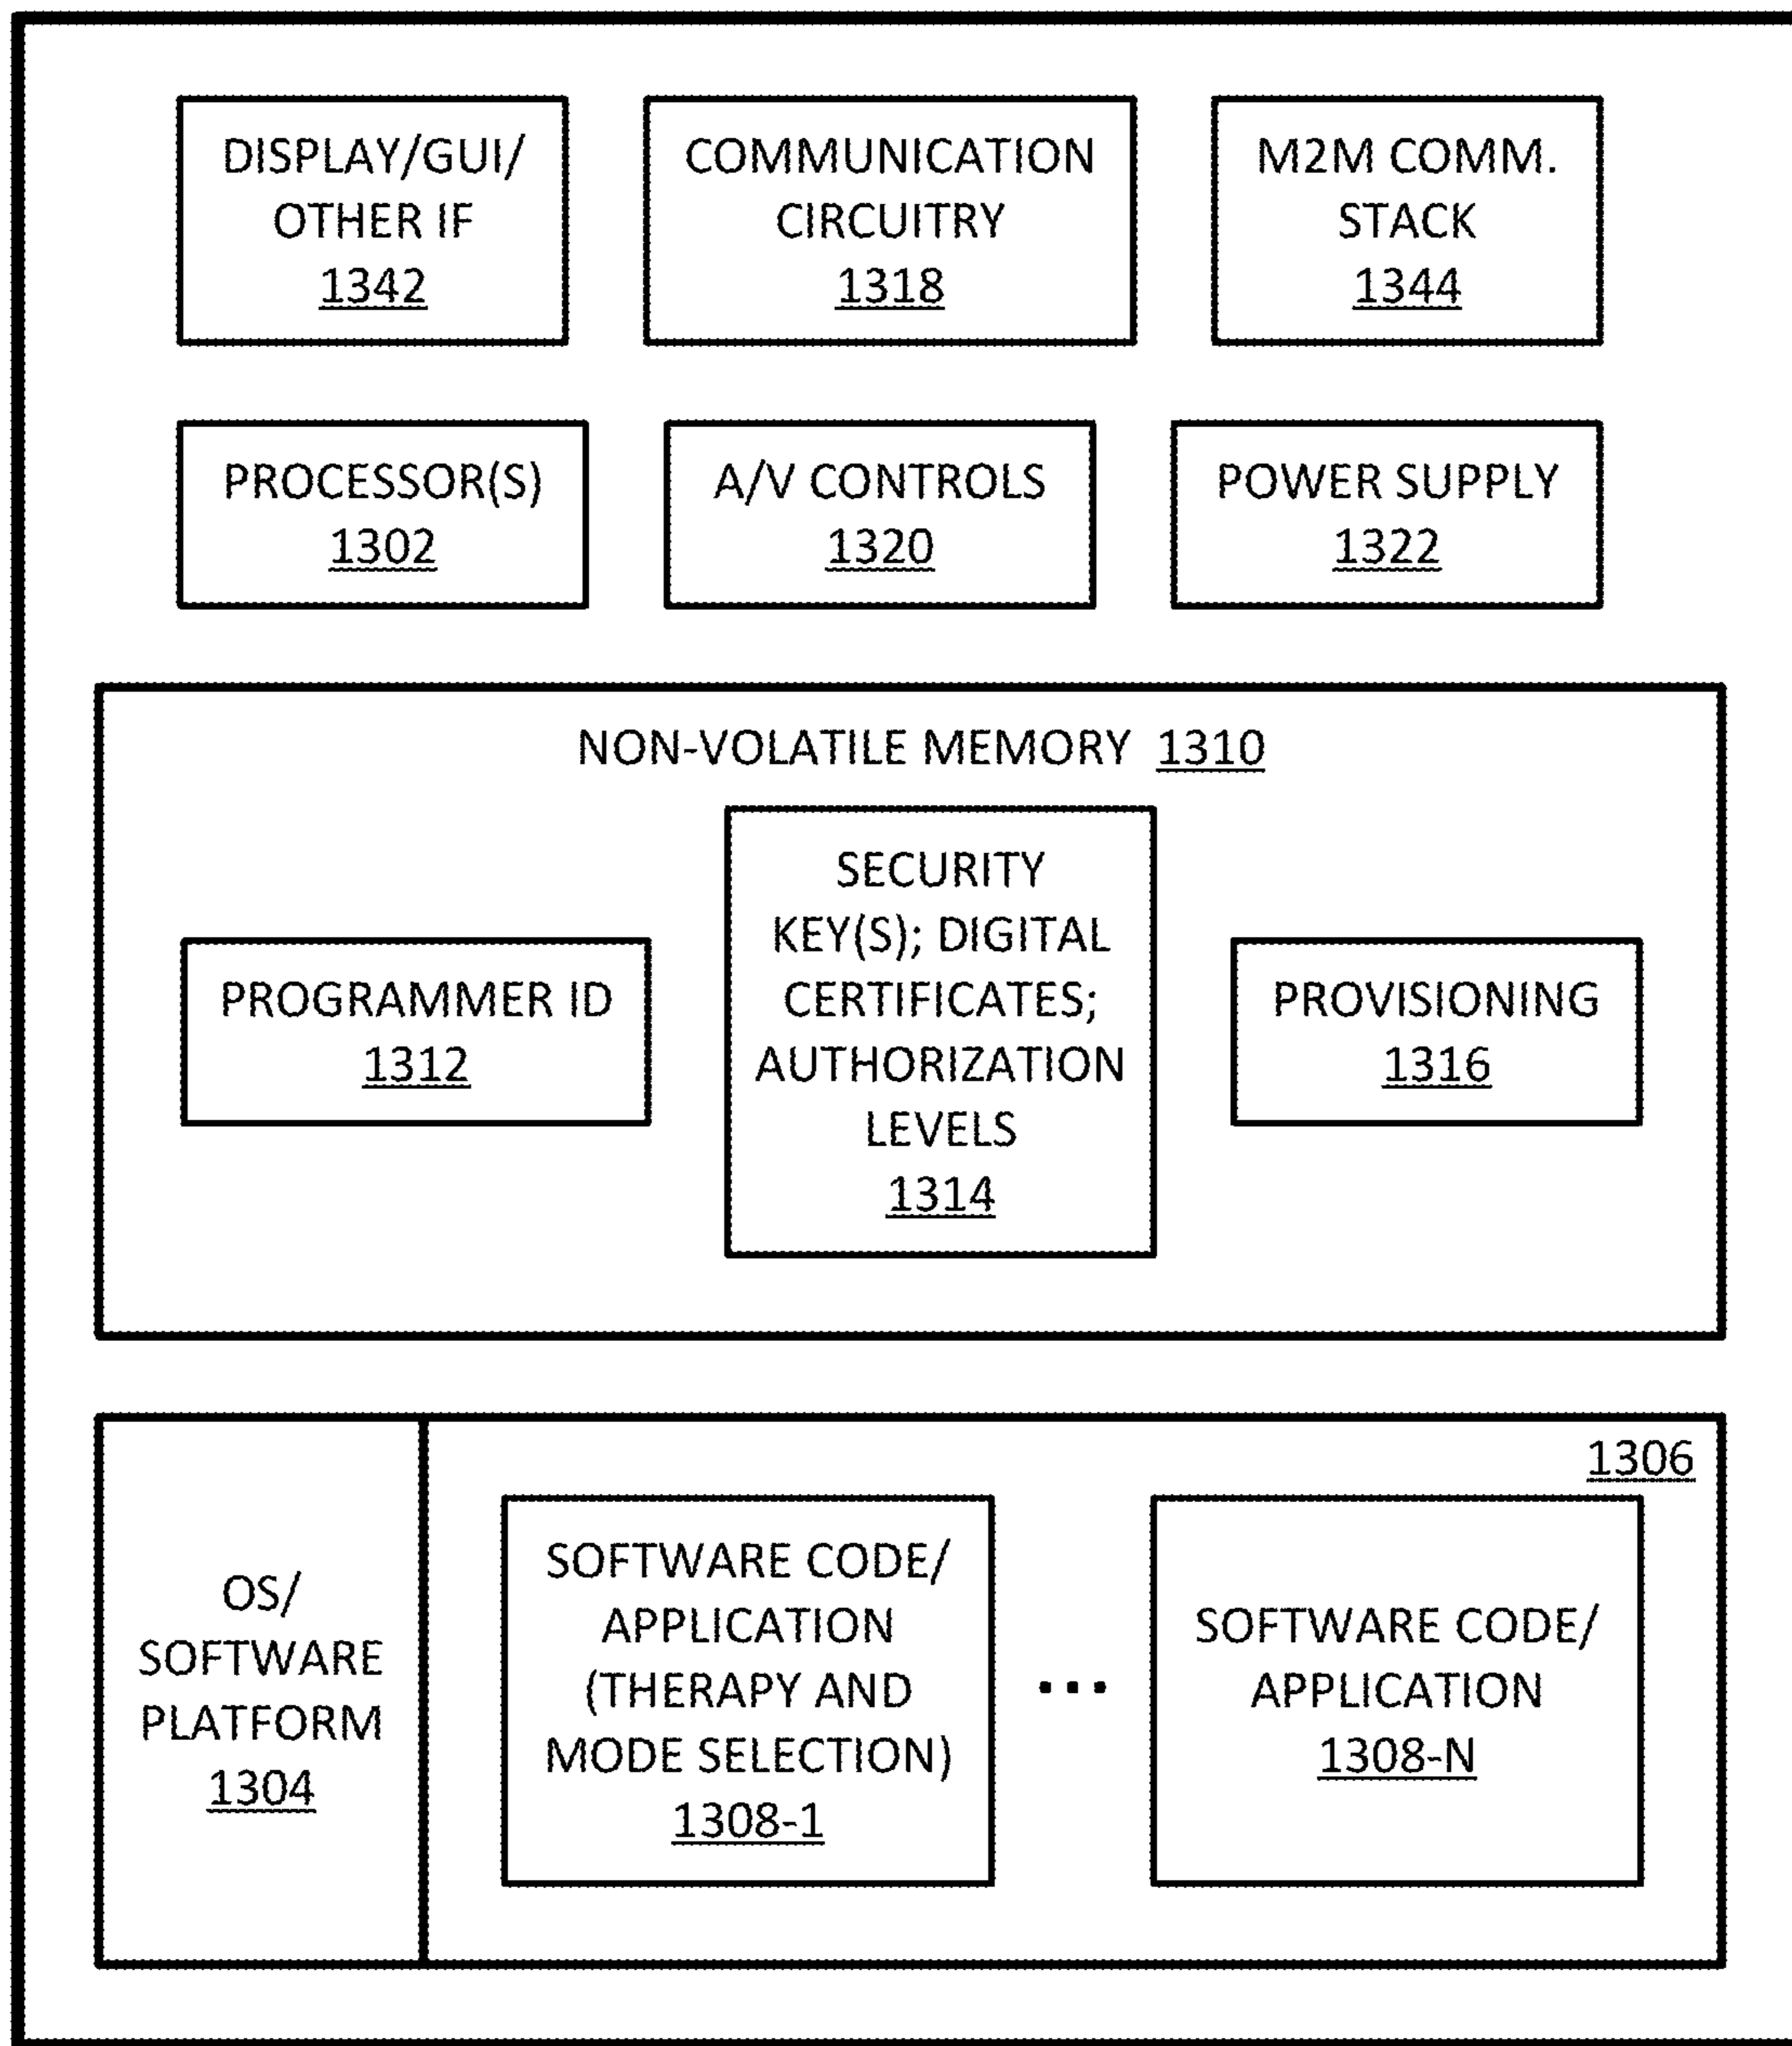 DISPLAY/GUI/
OTHER IF
1342
COMMUNICATION
CIRCUITRY
1318
M2M COMM.
STACK
1344
PROCESSOR(S)
1302
A/V CONTROLS
1320
POWER SUPPLY
1322
NON-VOLATILE MEMORY 1310
PROGRAMMER ID
1312
SECURITY
KEY(S); DIGITAL
CERTIFICATES;
AUTHORIZATION
LEVELS
1314
PROVISIONING
1316
OS/
SOFTWARE
PLATFORM
1304
1306
SOFTWARE CODE/
APPLICATION
(THERAPY AND
MODE SELECTION)
1308-1
...
SOFTWARE CODE/
APPLICATION
1308-N